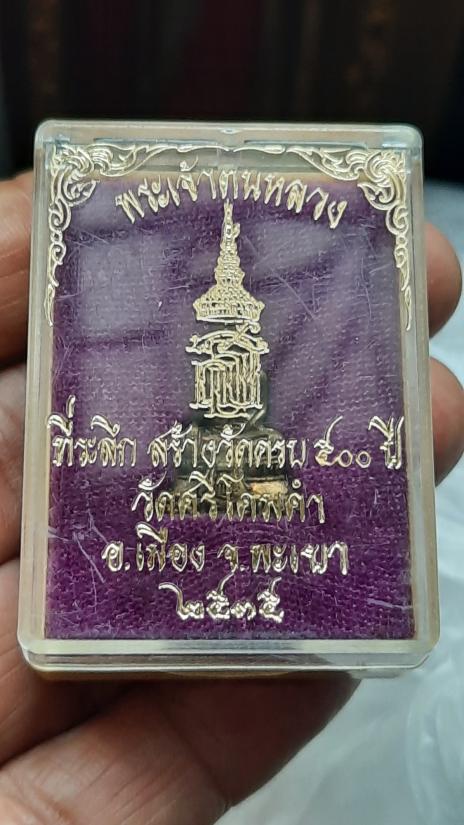 พระเจ้าตนหลวง
ที่ระลึก สร้างวัดครบ ๕๐๐ ปี
วัดศรีโคมคำ
อ.เมือง จ.พะเยา
๒๕๓๕